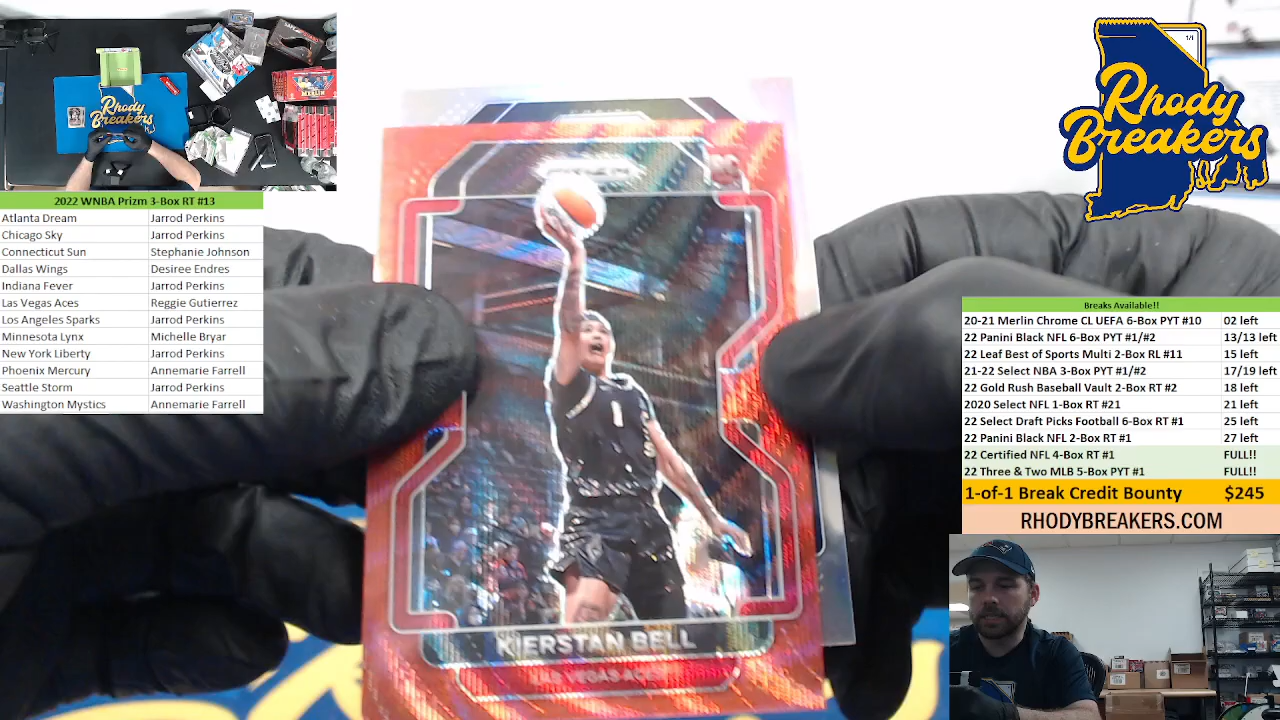 Rhody
Breakers
MERLIN
2022 WNBA Prizm 3-Box RT #13
Atlanta Dream Jarrod Perkins
Chicago Sky Jarrod Perkins
Connecticut Sun Stephanie Johnson
Dallas Wings Desiree Endres
Indiana Fever Jarrod Perkins
Las Vegas Aces Reggie Gutierrez
Los Angeles Sparks Jarrod Perkins
Minnesota Lynx Michelle Bryar
New York Liberty Jarrod Perkins
Phoenix Mercury Annemarie Farrell
Seattle Storm Jarrod Perkins
Washington Mystics Annemarie Farrell
PRIZM
1
KIERSTAN BELL
LAS VEGAS ACES
1/1
Rhody
Breakers
Breaks Available!!
20-21 Merlin Chrome CL UEFA 6-Box PYT #10 02 left
22 Panini Black NFL 6-Box PYT #1/#2 13/13 left
22 Leaf Best of Sports Multi 2-Box RL #11 15 left
21-22 Select NBA 3-Box PYT #1/#2 17/19 left
22 Gold Rush Baseball Vault 2-Box RT #2 18 left
2020 Select NFL 1-Box RT #21 21 left
22 Select Draft Picks Football 6-Box RT #1 25 left
22 Panini Black NFL 2-Box RT #1 27 left
22 Certified NFL 4-Box RT #1 FULL!!
22 Three & Two MLB 5-Box PYT #1 FULL!!
1-of-1 Break Credit Bounty $245
RHODYBREAKERS.COM